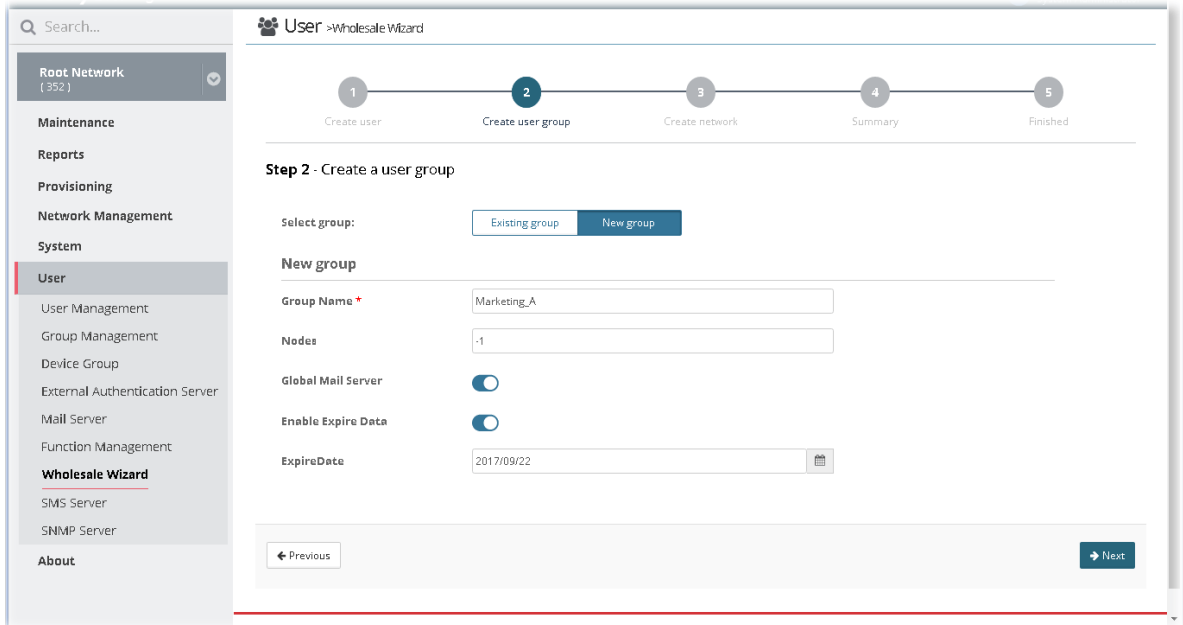 Search...
User >Wholesale Wizard
Root Network
( 352 )
Maintenance
Reports
Provisioning
Network Management
System
User
User Management
Group Management
Device Group
External Authentication Server
Mail Server
Function Management
Wholesale Wizard
SMS Server
SNMP Server
About
1
2
3
4
5
Create user
Create user group
Create network
Summary
Finished
Step 2 - Create a user group
Select group:
Existing group
New group
New group
Group Name *
Marketing_A
Nodes
-1
Global Mail Server
Enable Expire Data
ExpireDate
2017/09/22
Previous
Next